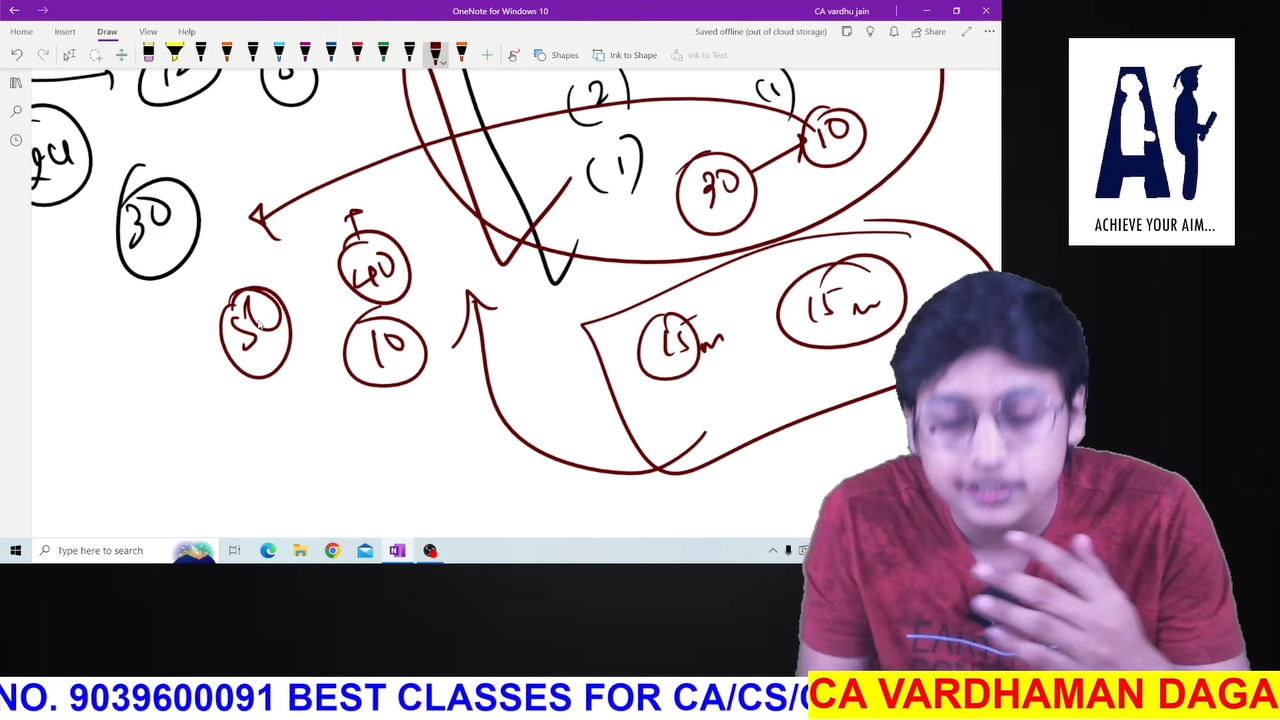 OneNote for Windows 10
CA vardhu jain
Home Insert Draw View Help
Saved offline (out of cloud storage)
Share
Shapes
Ink to Shape
Ink to Text
(2)
(1)
10
(1)
30
30
40
50
10
15m
15m
Type here to search
AI
ACHIEVE YOUR AIM...
NO. 9039600091 BEST CLASSES FOR CA/CS/
CA VARDHAMAN DAGA